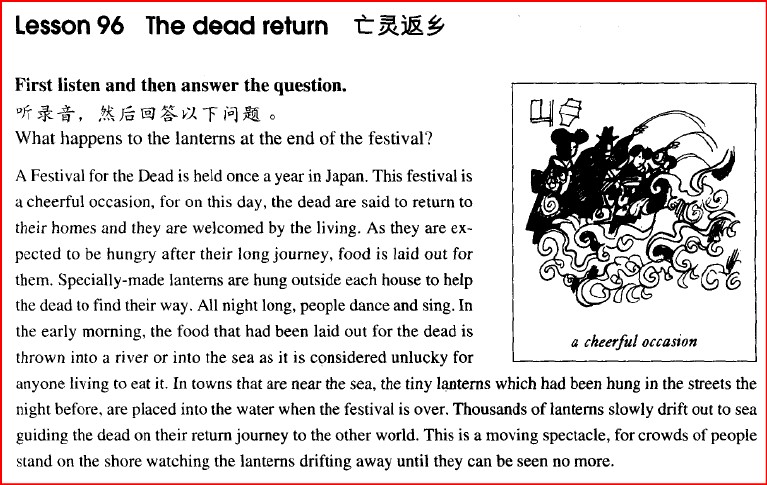 Lesson 96 The dead return 亡灵返乡
First listen and then answer the question.
听录音，然后回答以下问题。
What happens to the lanterns at the end of the festival?
A Festival for the Dead is held once a year in Japan. This festival is
a cheerful occasion, for on this day, the dead are said to return to
their homes and they are welcomed by the living. As they are ex-
pected to be hungry after their long journey, food is laid out for
them. Specially-made lanterns are hung outside each house to help
the dead to find their way. All night long, people dance and sing. In
the early morning, the food that had been laid out for the dead is
thrown into a river or into the sea as it is considered unlucky for
anyone living to eat it. In towns that are near the sea, the tiny lanterns which had been hung in the streets the
night before, are placed into the water when the festival is over. Thousands of lanterns slowly drift out to sea
guiding the dead on their return journey to the other world. This is a moving spectacle, for crowds of people
stand on the shore watching the lanterns drifting away until they can be seen no more.
a cheerful occasion